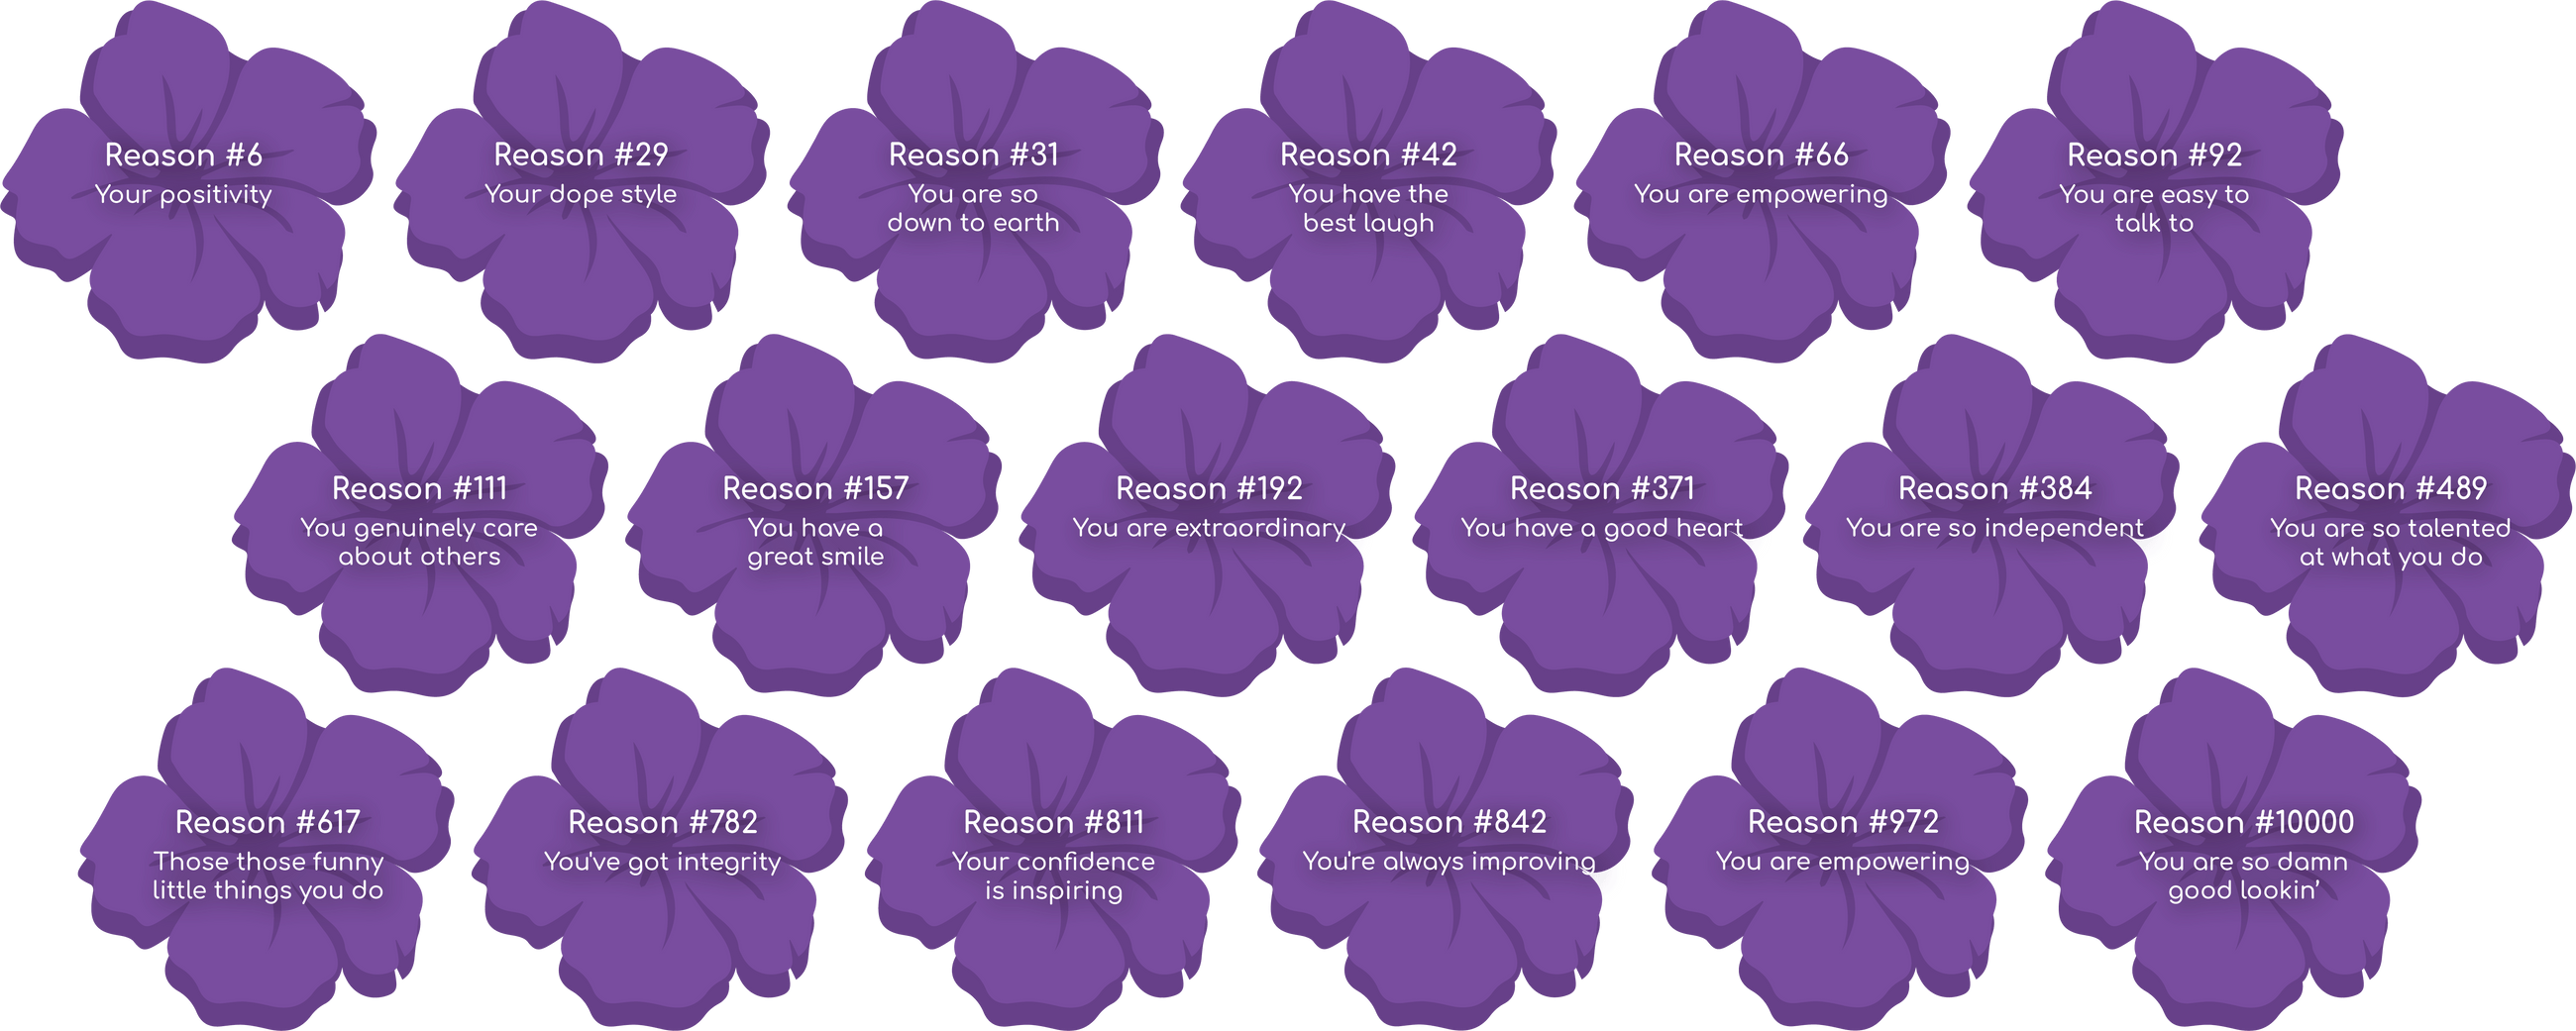 Reason #6
Your positivity
Reason #29
Your dope style
Reason #31
You are so
down to earth
Reason #42
You have the
best laugh
Reason #66
You are empowering
Reason #92
You are easy to
talk to
Reason #111
You genuinely care
about others
Reason #157
You have a
great smile
Reason #192
You are extraordinary
Reason #371
You have a good heart
Reason #384
You are so independent
Reason #489
You are so talented
at what you do
Reason #617
Those those funny
little things you do
Reason #782
You've got integrity
Reason #811
Your confidence
is inspiring
Reason #842
You're always improving
Reason #972
You are empowering
Reason #10000
You are so damn
good lookin’